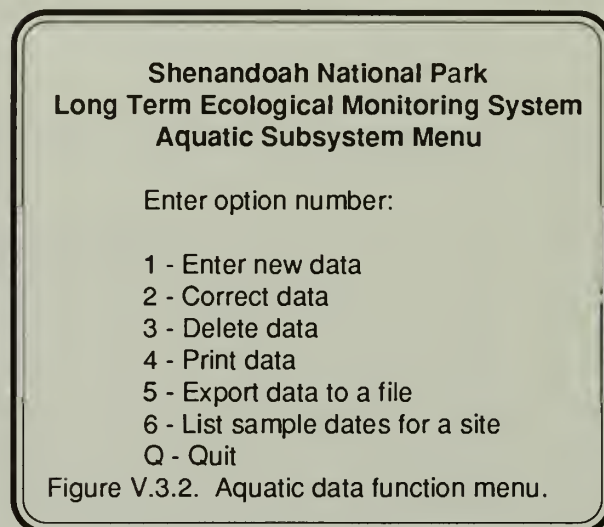 Shenandoah National Park
Long Term Ecological Monitoring System
Aquatic Subsystem Menu
Enter option number:
1 - Enter new data
2 - Correct data
3 - Delete data
4 - Print data
5 - Export data to a file
6 - List sample dates for a site
Q - Quit
Figure V.3.2. Aquatic data function menu.